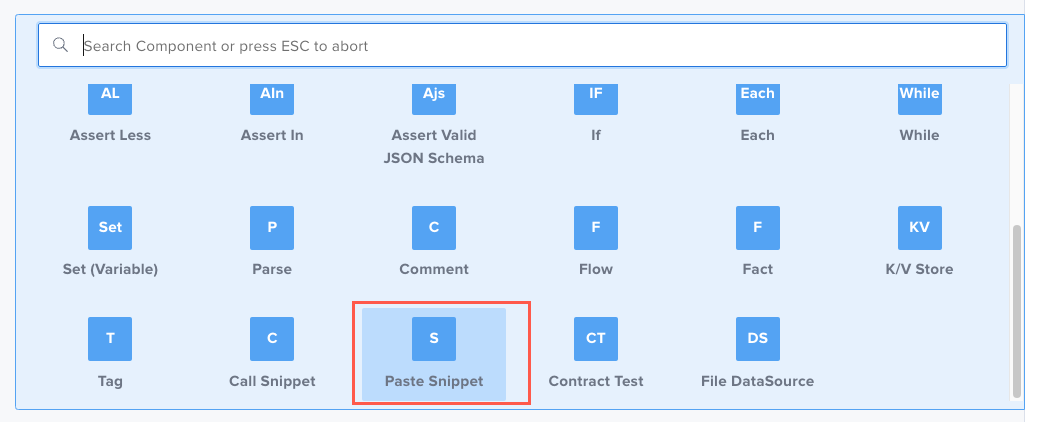 Search Component or press ESC to abort
AL AIn Ajs IF Each While
Assert Less Assert In Assert Valid If Each While
JSON Schema
Set P C F F KV
Set (Variable) Parse Comment Flow Fact K/V Store
T C S CT DS
Tag Call Snippet Paste Snippet Contract Test File DataSource